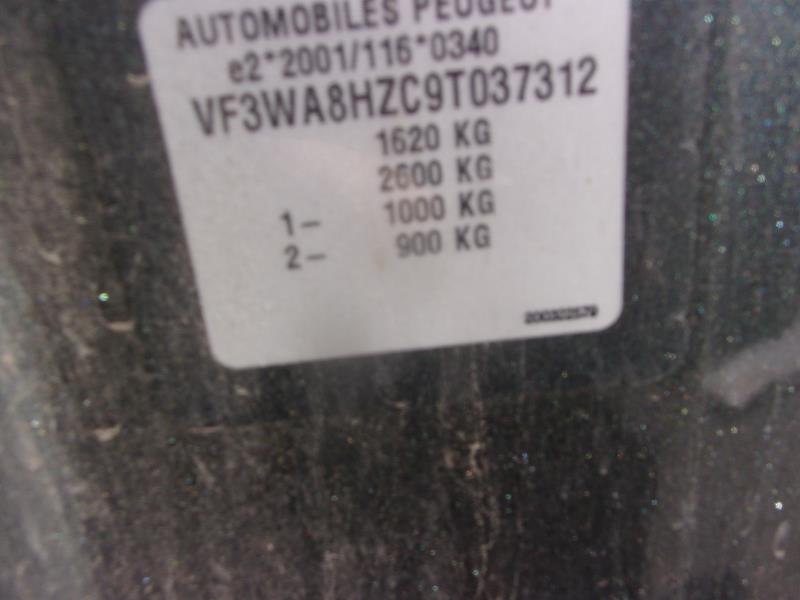 AUTOMOBILES PEUGEOT
e2*2001/116*0340
VF3WA8HZC9T037312
1620 KG
2600 KG
1- 1000 KG
2- 900 KG